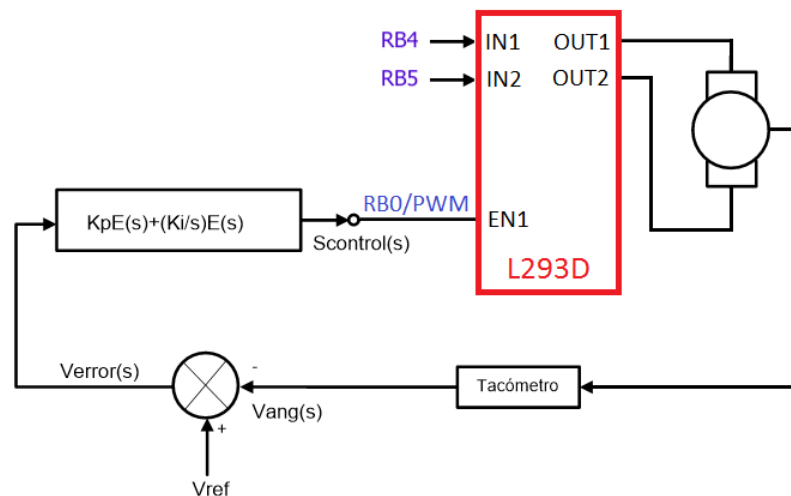 RB4
IN1
OUT1
RB5
IN2
OUT2
RB0/PWM
EN1
KpE(s)+(Ki/s)E(s)
Scontrol(s)
L293D
Verror(s)
-
Vang(s)
Tacómetro
+
Vref